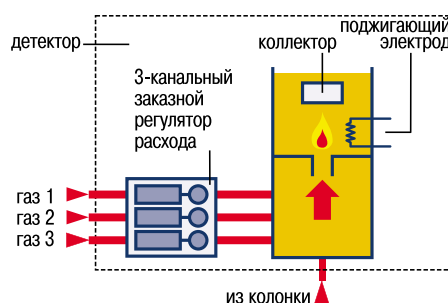 детектор
коллектор
поджигающий
электрод
3-канальный
заказной
регулятор
расхода
газ 1
газ 2
газ 3
из колонки